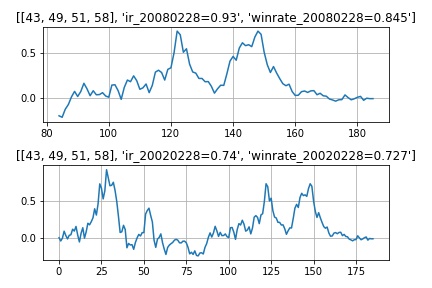 [[43, 49, 51, 58], 'ir_20080228=0.93', 'winrate_20080228=0.845']
0.5
0.0
80 100 120 140 160 180
[[43, 49, 51, 58], 'ir_20020228=0.74', 'winrate_20020228=0.727']
0.5
0.0
0 25 50 75 100 125 150 175